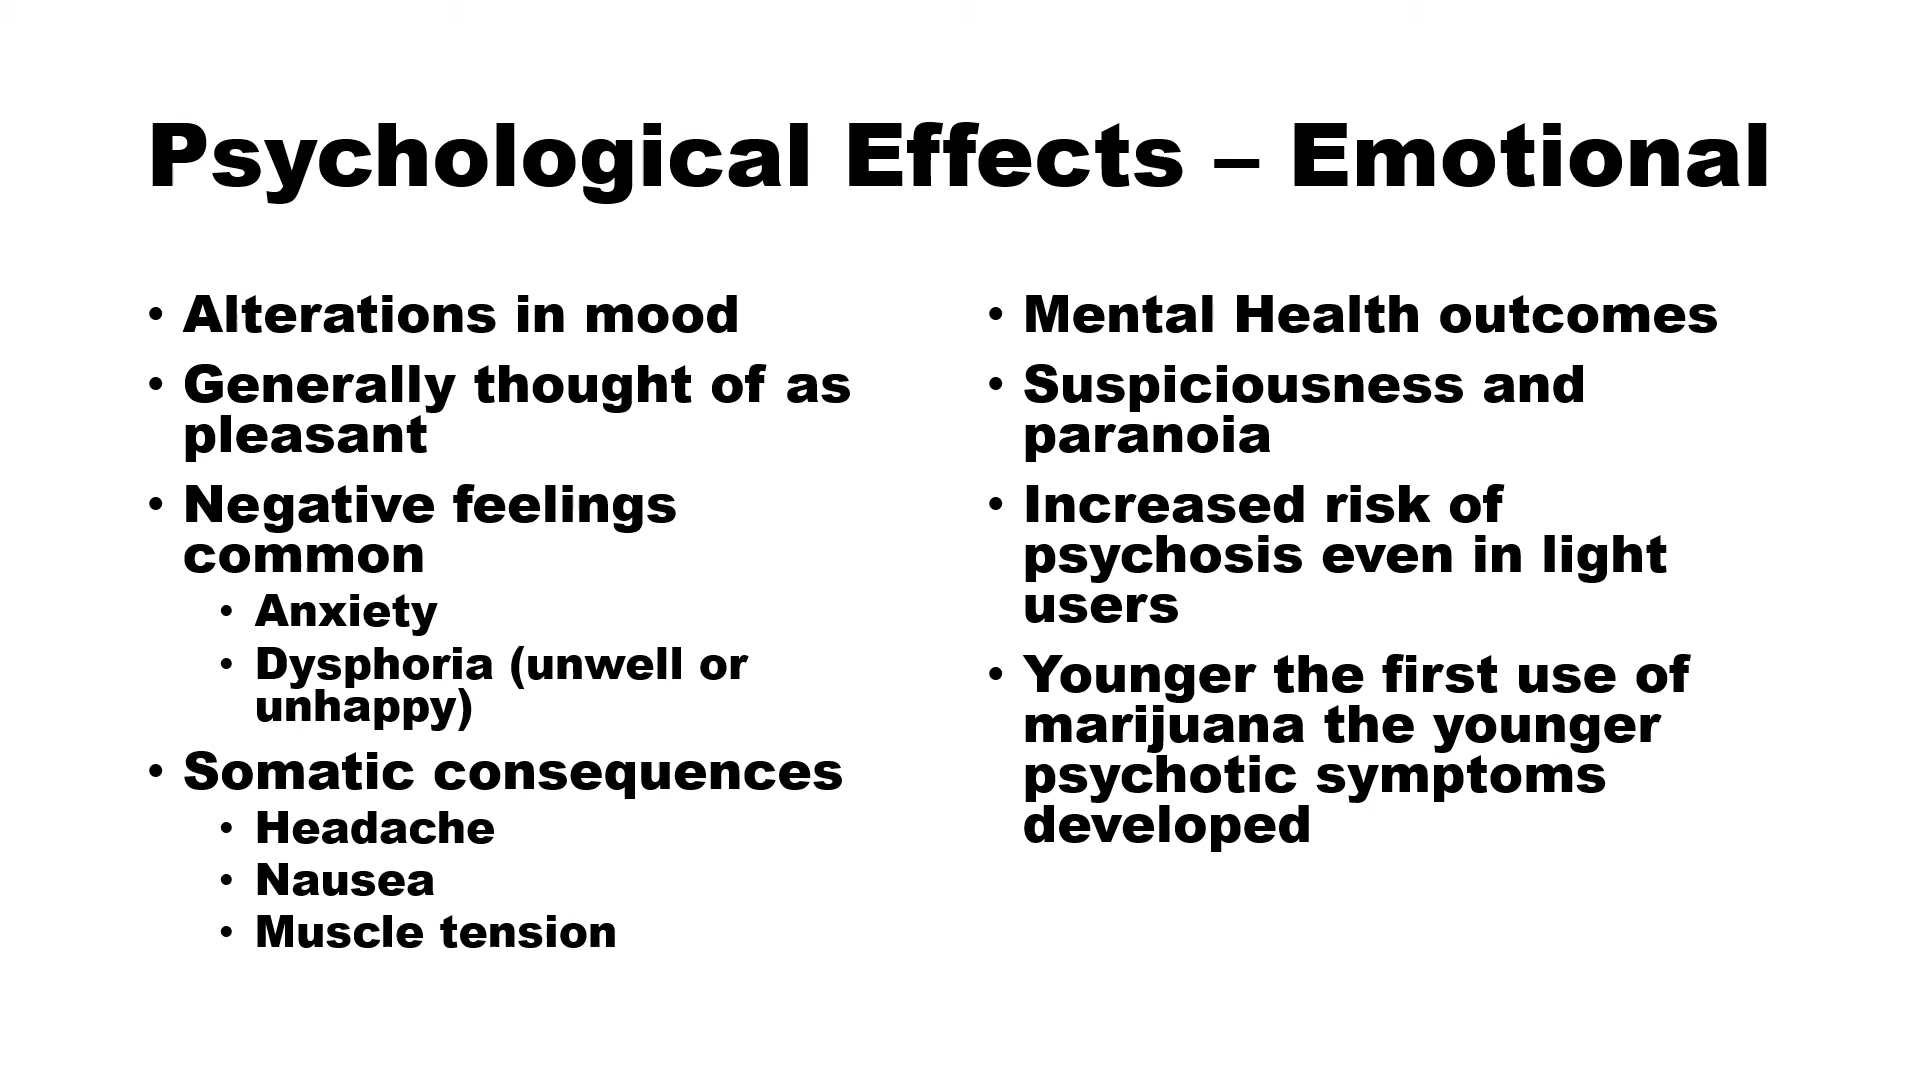 Psychological Effects – Emotional
• Alterations in mood
• Generally thought of as
pleasant
• Negative feelings
common
• Anxiety
• Dysphoria (unwell or
unhappy)
• Somatic consequences
• Headache
• Nausea
• Muscle tension
• Mental Health outcomes
• Suspiciousness and
paranoia
• Increased risk of
psychosis even in light
users
• Younger the first use of
marijuana the younger
psychotic symptoms
developed